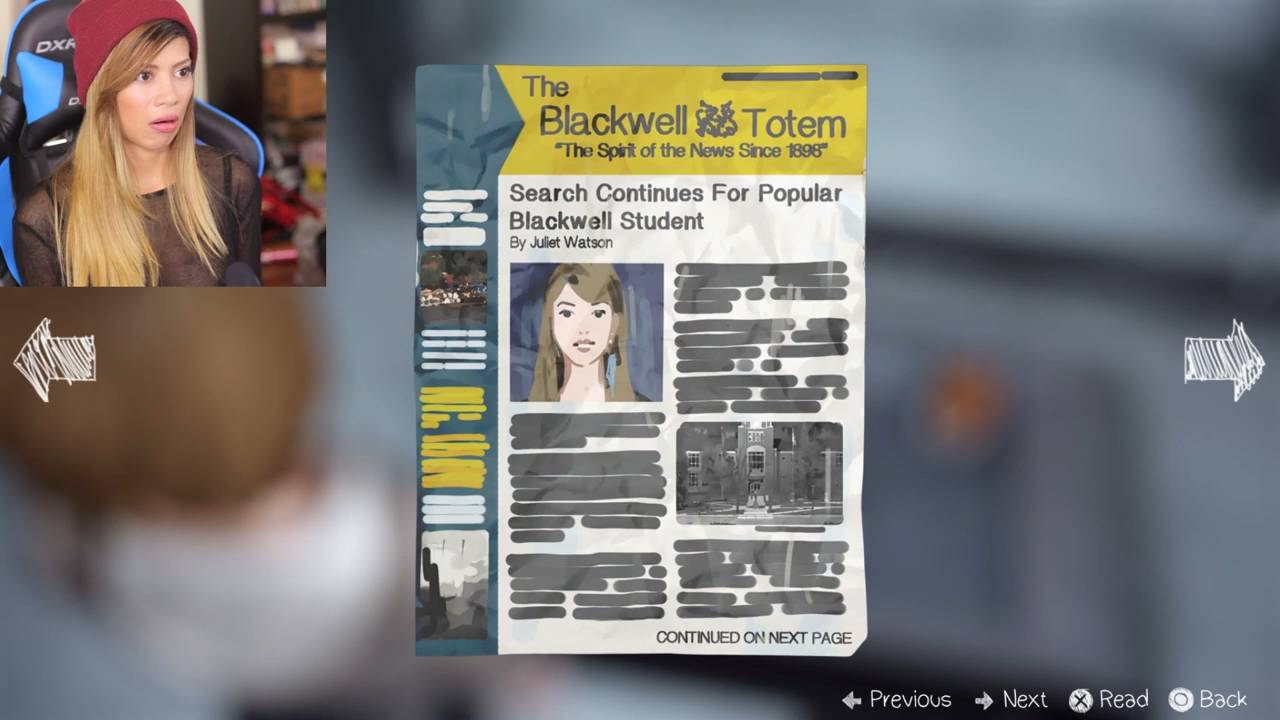 DXR
The
Blackwell Totem
"The Spirit of the News Since 1898"
Search Continues For Popular
Blackwell Student
By Juliet Watson
CONTINUED ON NEXT PAGE
Previous Next Read Back